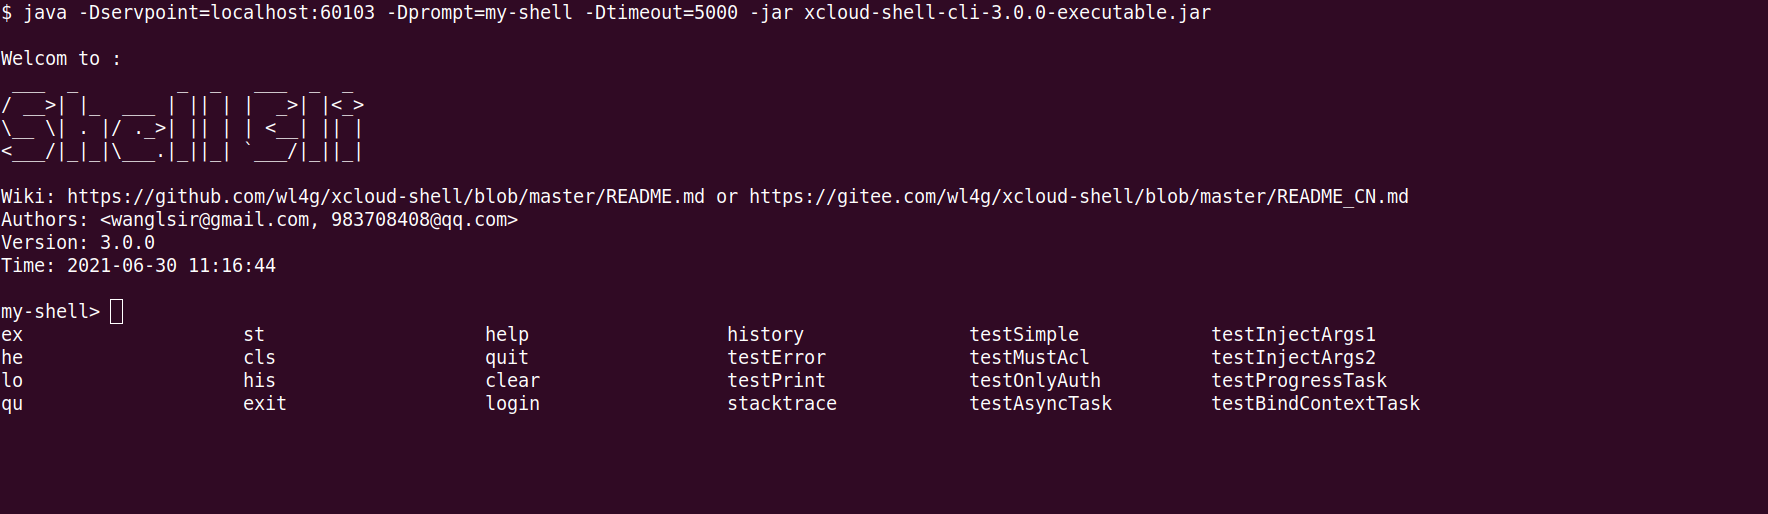 $ java -Dservpoint=localhost:60103 -Dprompt=my-shell -Dtimeout=5000 -jar xcloud-shell-cli-3.0.0-executable.jar
Welcom to :
Shell Cli
Wiki: https://github.com/wl4g/xcloud-shell/blob/master/README.md or https://gitee.com/wl4g/xcloud-shell/blob/master/README_CN.md
Authors: <wanglsir@gmail.com, 983708408@qq.com>
Version: 3.0.0
Time: 2021-06-30 11:16:44
my-shell>
ex st help history testSimple testInjectArgs1
he cls quit testError testMustAcl testInjectArgs2
lo his clear testPrint testOnlyAuth testProgressTask
qu exit login stacktrace testAsyncTask testBindContextTask